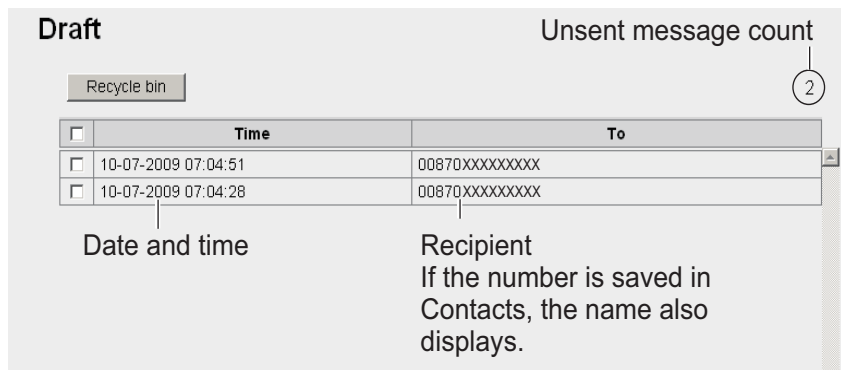 Draft
Unsent message count
Recycle bin
2
Time To
10-07-2009 07:04:51 00870XXXXXXXXX
10-07-2009 07:04:28 00870XXXXXXXXX
Date and time
Recipient
If the number is saved in
Contacts, the name also
displays.